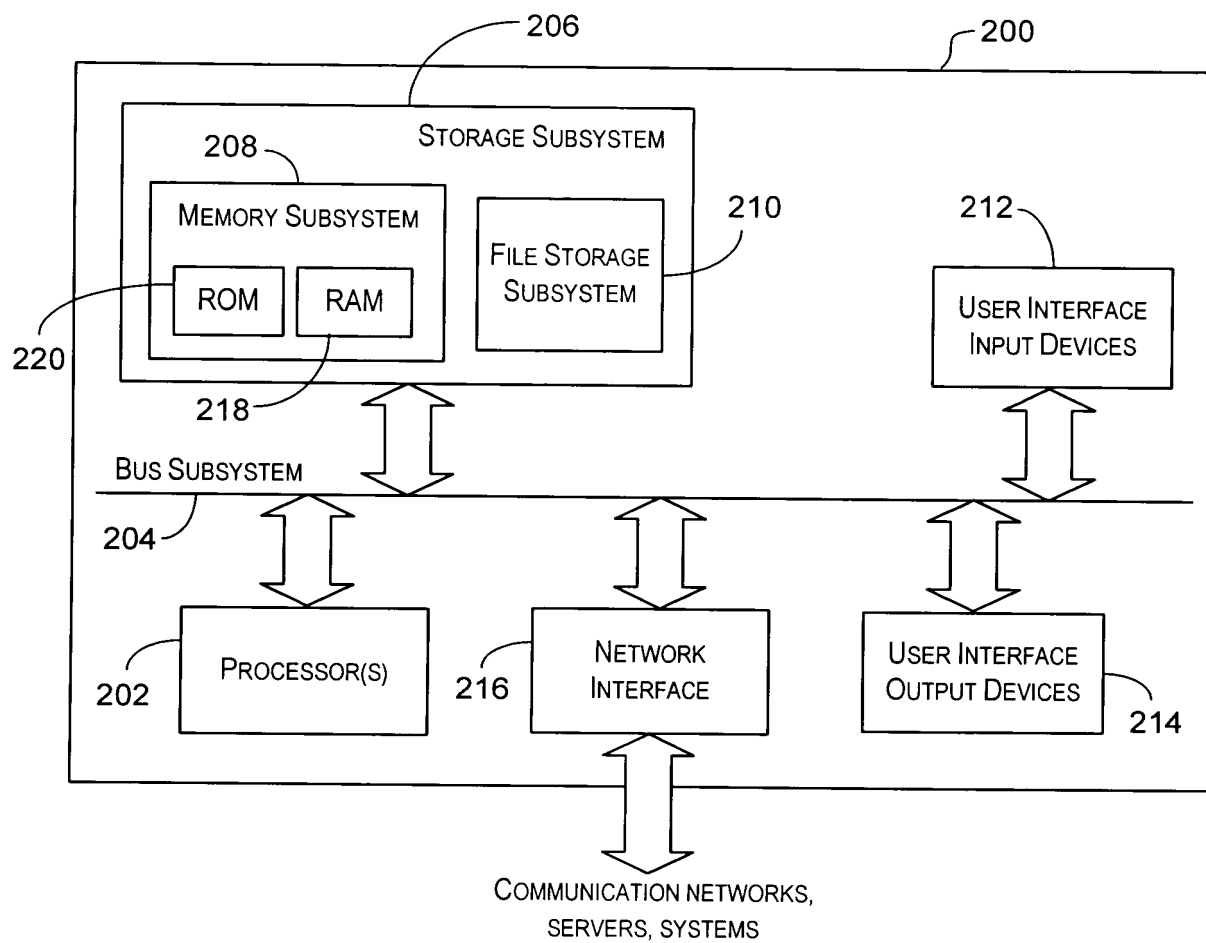 206
200
STORAGE SUBSYSTEM
208
MEMORY SUBSYSTEM
210
212
FILE STORAGE
SUBSYSTEM
ROM
RAM
USER INTERFACE
INPUT DEVICES
220
218
BUS SUBSYSTEM
204
PROCESSOR(S)
202
NETWORK
INTERFACE
216
USER INTERFACE
OUTPUT DEVICES
214
COMMUNICATION NETWORKS,
SERVERS, SYSTEMS